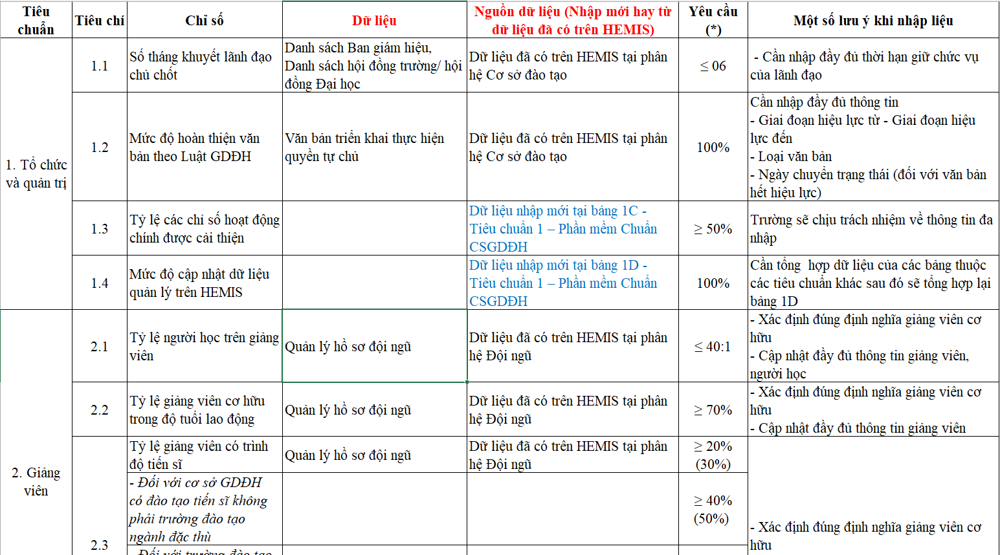 Tiêu
chuẩn
Tiêu chí
Chỉ số
Dữ liệu
Nguồn dữ liệu (Nhập mới hay từ
dữ liệu đã có trên HEMIS)
Yêu cầu
(*)
Một số lưu ý khi nhập liệu
1. Tổ chức
và quản trị
1.1
Số tháng khuyết lãnh đạo
chủ chốt
Danh sách Ban giám hiệu,
Danh sách hội đồng trường/ hội
đồng Đại học
Dữ liệu đã có trên HEMIS tại phân
hệ Cơ sở đào tạo
≤ 06
- Cần nhập đầy đủ thời hạn giữ chức vụ
của lãnh đạo
1.2
Mức độ hoàn thiện văn
bản theo Luật GDĐH
Văn bản triển khai thực hiện
quyền tự chủ
Dữ liệu đã có trên HEMIS tại phân
hệ Cơ sở đào tạo
100%
Cần nhập đầy đủ thông tin
- Giai đoạn hiệu lực từ - Giai đoạn hiệu
lực đến
- Loại văn bản
- Ngày chuyển trạng thái (đối với văn bản
hết hiệu lực)
1.3
Tỷ lệ các chỉ số hoạt động
chính được cải thiện
Dữ liệu nhập mới tại bảng 1C -
Tiêu chuẩn 1 – Phần mềm Chuẩn
CSGDĐH
≥ 50%
Trường sẽ chịu trách nhiệm về thông tin đa
nhập
1.4
Mức độ cập nhật dữ liệu
quản lý trên HEMIS
Dữ liệu nhập mới tại bảng 1D -
Tiêu chuẩn 1 – Phần mềm Chuẩn
CSGDĐH
100%
Cần tổng  hợp dữ liệu của các bảng thuộc
các tiêu chuẩn khác sau đó sẽ tổng hợp lại
bảng 1D
2. Giảng
viên
2.1
Tỷ lệ người học trên giảng
viên
Quản lý hồ sơ đội ngũ
Dữ liệu đã có trên HEMIS tại phân
hệ Đội ngũ
≤ 40:1
- Xác định đúng định nghĩa giảng viên cơ
hữu
- Cập nhật đầy đủ thông tin giảng viên,
người học
2.2
Tỷ lệ giảng viên cơ hữu
trong độ tuổi lao động
Quản lý hồ sơ đội ngũ
Dữ liệu đã có trên HEMIS tại phân
hệ Đội ngũ
≥ 70%
- Xác định đúng định nghĩa giảng viên cơ
hữu
- Cập nhật đầy đủ thông tin giảng viên
2.3
Tỷ lệ giảng viên có trình
độ tiến sĩ
Quản lý hồ sơ đội ngũ
Dữ liệu đã có trên HEMIS tại phân
hệ Đội ngũ
≥ 20%
(30%)
- Đối với cơ sở GDĐH
có đào tạo tiến sĩ không
phải trường đào tạo
ngành đặc thù
≥ 40%
(50%)
- Xác định đúng định nghĩa giảng viên cơ
hữu
- Đối với trường đào tạo